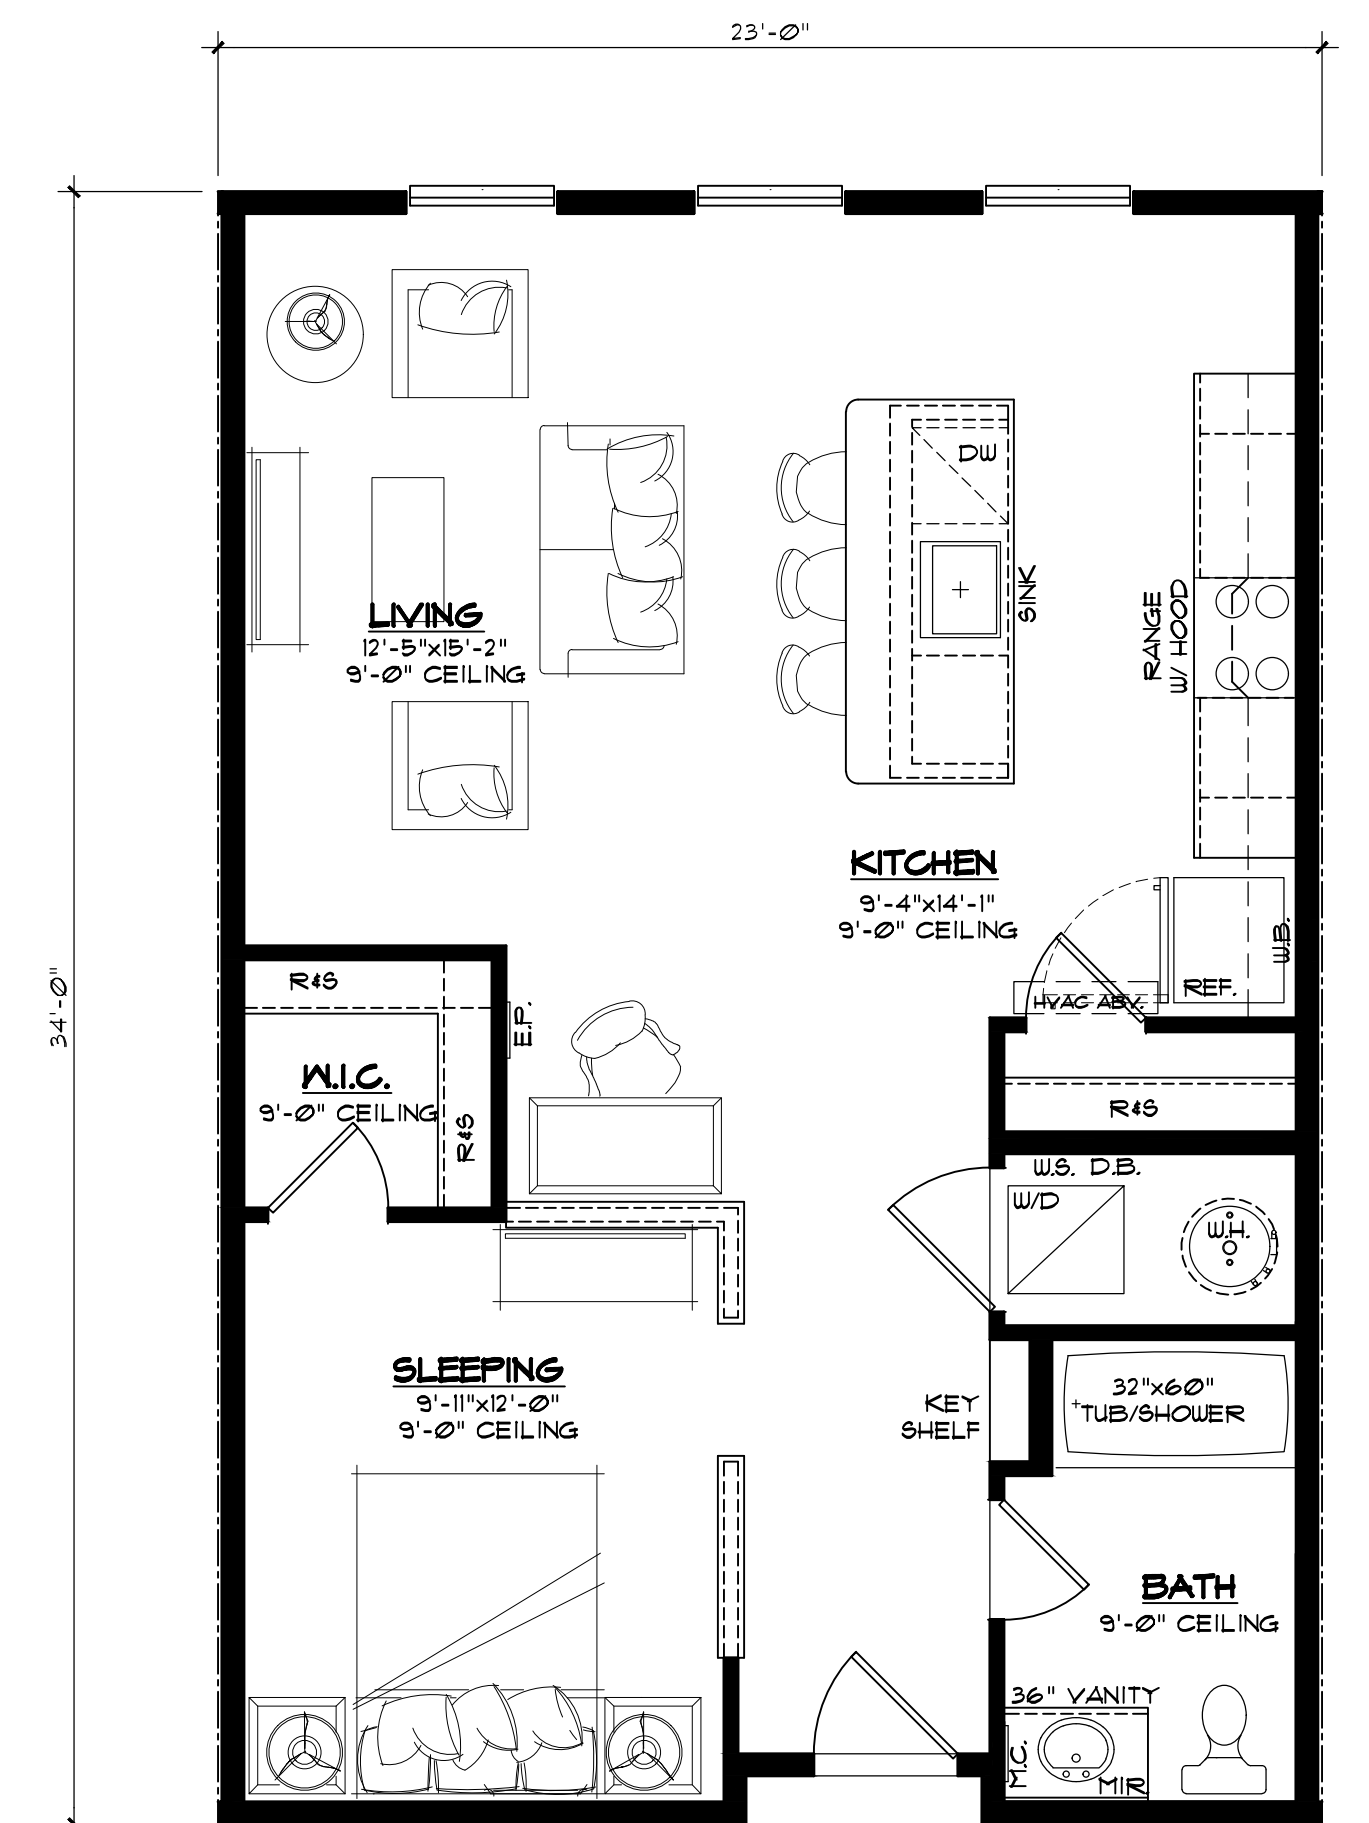 23'-0"
34'-0"
DW
SINK
RANGE
W/ HOOD
LIVING
12'-5"x15'-2"
9'-0" CEILING
KITCHEN
9'-4"x14'-1"
9'-0" CEILING
W.B.
REF.
HVAC ABV.
R&S
E.P.
W.I.C.
9'-0" CEILING
R&S
R&S
W.S. D.B.
W/D
W.H.
SLEEPING
9'-11"x12'-0"
9'-0" CEILING
KEY
SHELF
32"x60"
TUB/SHOWER
BATH
9'-0" CEILING
36" VANITY
M.C.
MIR.